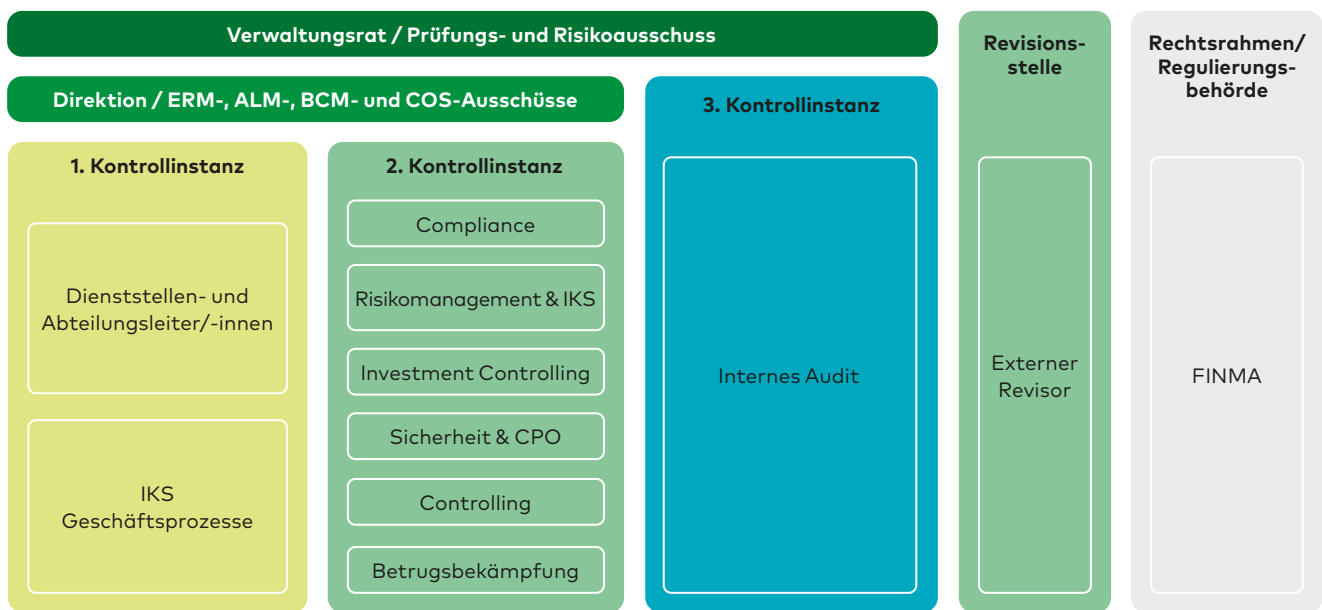 Verwaltungsrat / Prüfungs- und Risikoausschuss
Direktion / ERM-, ALM-, BCM- und COS-Ausschüsse
1. Kontrollinstanz
Dienststellen- und
Abteilungsleiter/-innen
IKS
Geschäftsprozesse
2. Kontrollinstanz
Compliance
Risikomanagement & IKS
Investment Controlling
Sicherheit & CPO
Controlling
Betrugsbekämpfung
3. Kontrollinstanz
Internes Audit
Revisions-
stelle
Externer
Revisor
Rechtsrahmen/
Regulierungs-
behörde
FINMA